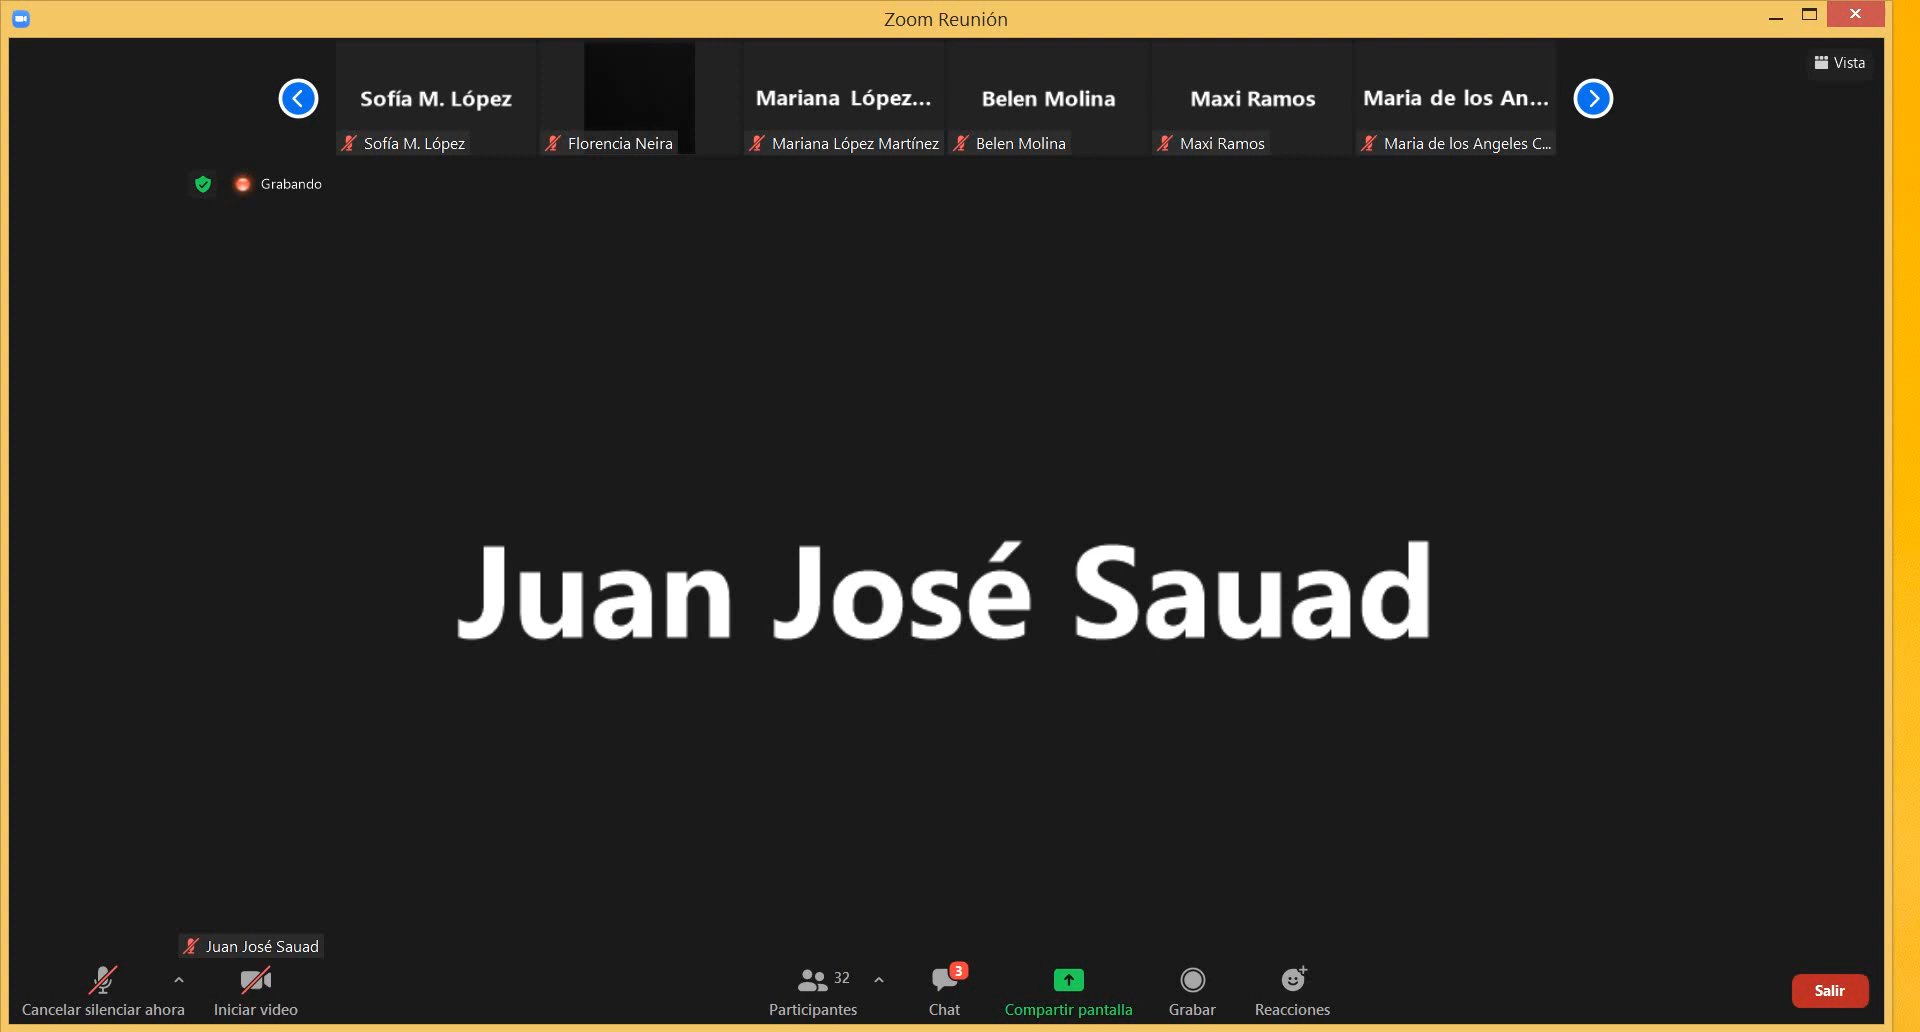 Zoom Reunión
Vista
Sofía M. López
Mariana López...
Belen Molina
Maxi Ramos
Maria de los An...
Sofía M. López
Florencia Neira
Mariana López Martínez
Belen Molina
Maxi Ramos
Maria de los Angeles C...
Grabando
Juan José Sauad
Juan José Sauad
Cancelar silenciar ahora
Iniciar video
32
Participantes
3
Chat
Compartir pantalla
Grabar
Reacciones
Salir